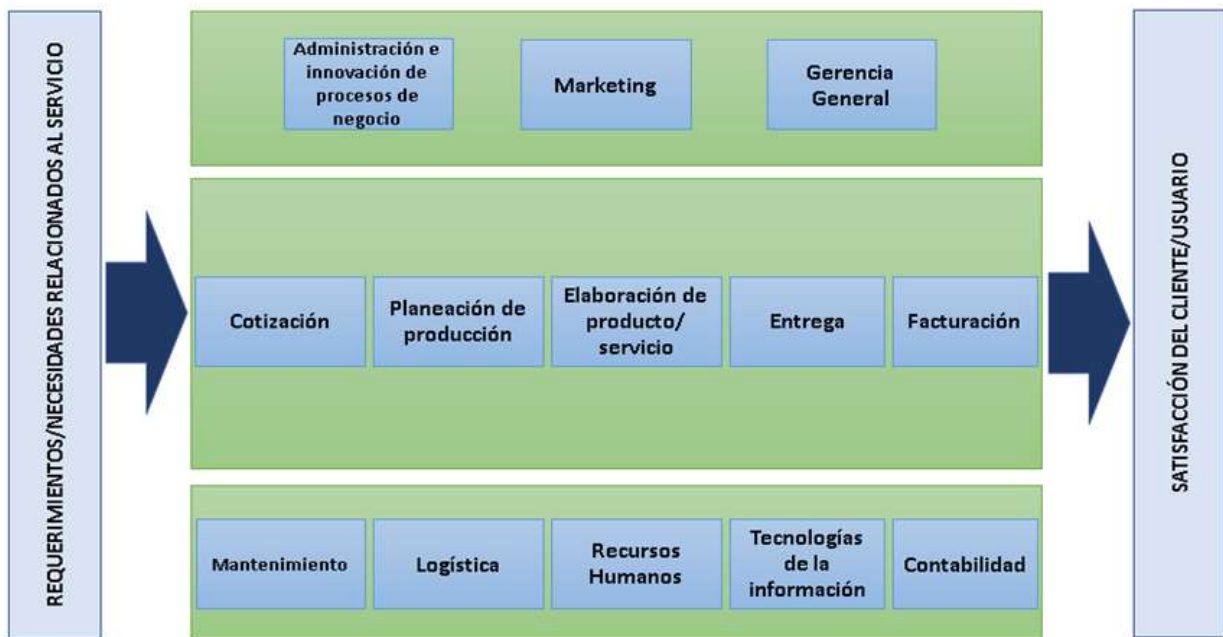 REQUERIMIENTOS/NECESIDADES RELACIONADOS AL SERVICIO
Administración e
innovación de
procesos de
negocio
Marketing
Gerencia
General
Cotización
Planeación de
producción
Elaboración de
producto/
servicio
Entrega
Facturación
Mantenimiento
Logística
Recursos
Humanos
Tecnologías
de la
información
Contabilidad
SATISFACCIÓN DEL CLIENTE/USUARIO